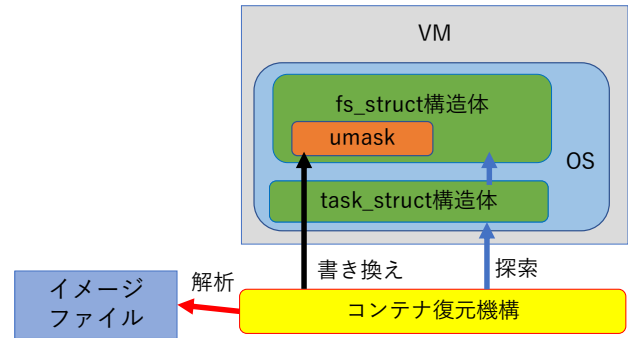 VM
fs_struct構造体
umask
OS
task_struct構造体
解析
書き換え
探索
イメージ
ファイル
コンテナ復元機構